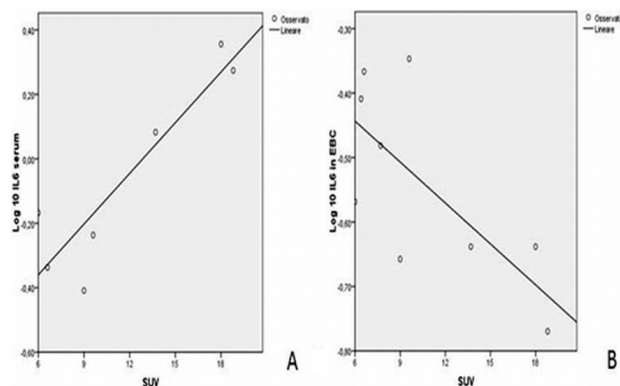 0,40
0,20
0,00
-0,20
-0,40
-0,60
Log 10 IL6 serum
6
9
12
15
18
SUV
Osservato
Lineare
A
-0,30
-0,40
-0,50
-0,60
-0,70
-0,80
Log 10 IL6 in EBC
6
9
12
15
18
SUV
Osservato
Lineare
B